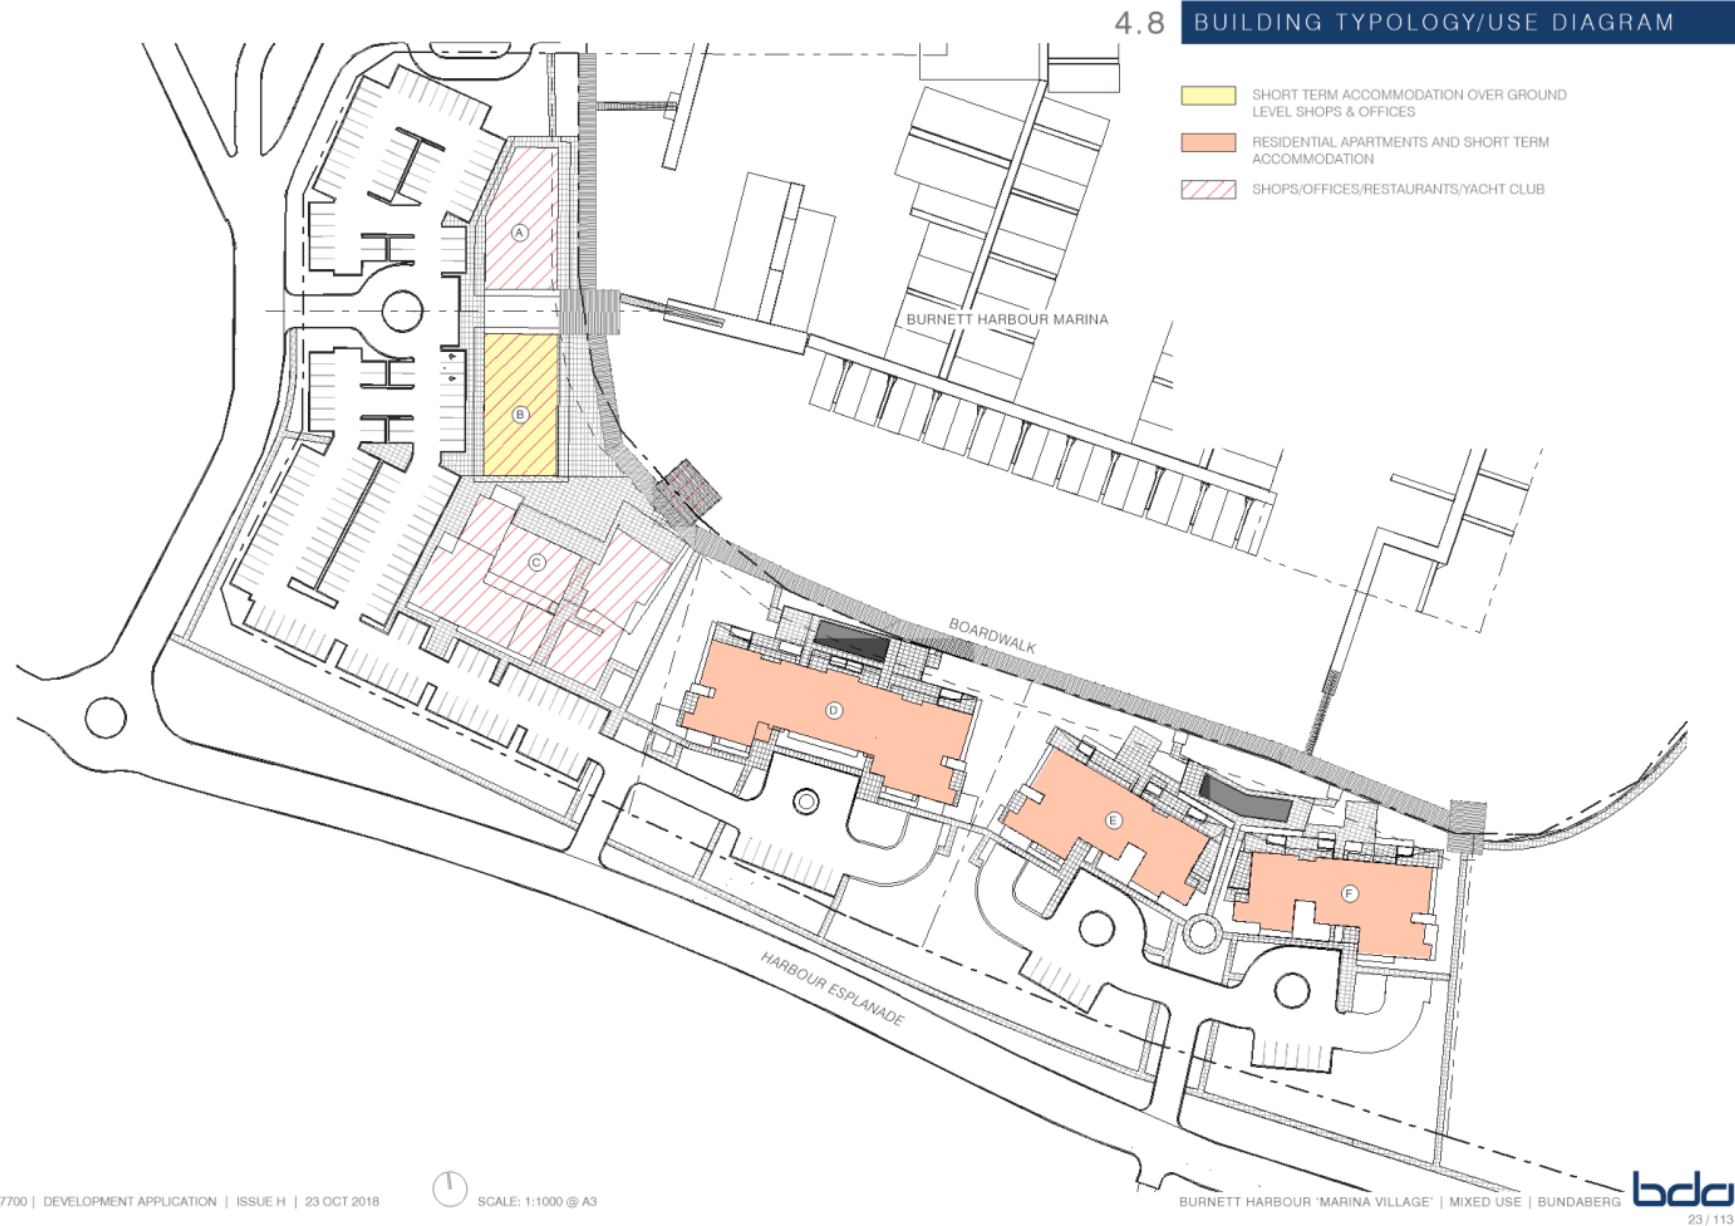 4.8 BUILDING TYPOLOGY/USE DIAGRAM
SHORT TERM ACCOMMODATION OVER GROUND
LEVEL SHOPS & OFFICES
RESIDENTIAL APARTMENTS AND SHORT TERM
ACCOMMODATION
SHOPS/OFFICES/RESTAURANTS/YACHT CLUB
A
BURNETT HARBOUR MARINA
B
C
BOARDWALK
D
E
F
HARBOUR ESPLANADE
7700 | DEVELOPMENT APPLICATION | ISSUE H | 23 OCT 2018
SCALE: 1:1000 @ A3
BURNETT HARBOUR 'MARINA VILLAGE' | MIXED USE | BUNDABERG
bda
23 / 113